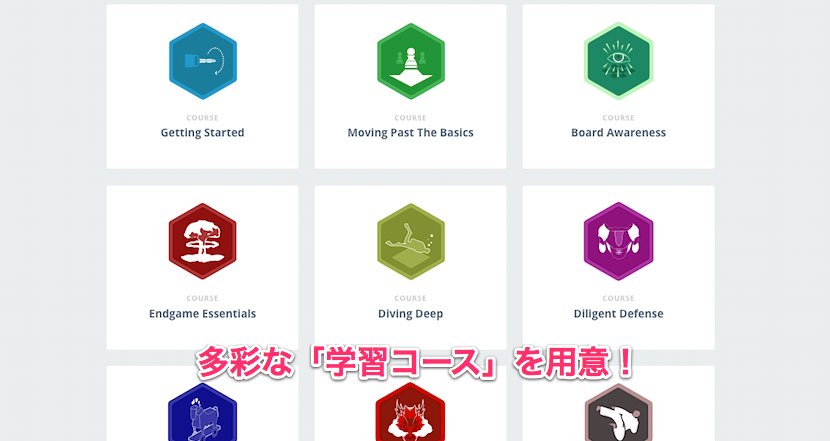 COURSE
Getting Started
COURSE
Moving Past The Basics
COURSE
Board Awareness
COURSE
Endgame Essentials
COURSE
Diving Deep
COURSE
Diligent Defense
多彩な「学習コース」を用意！